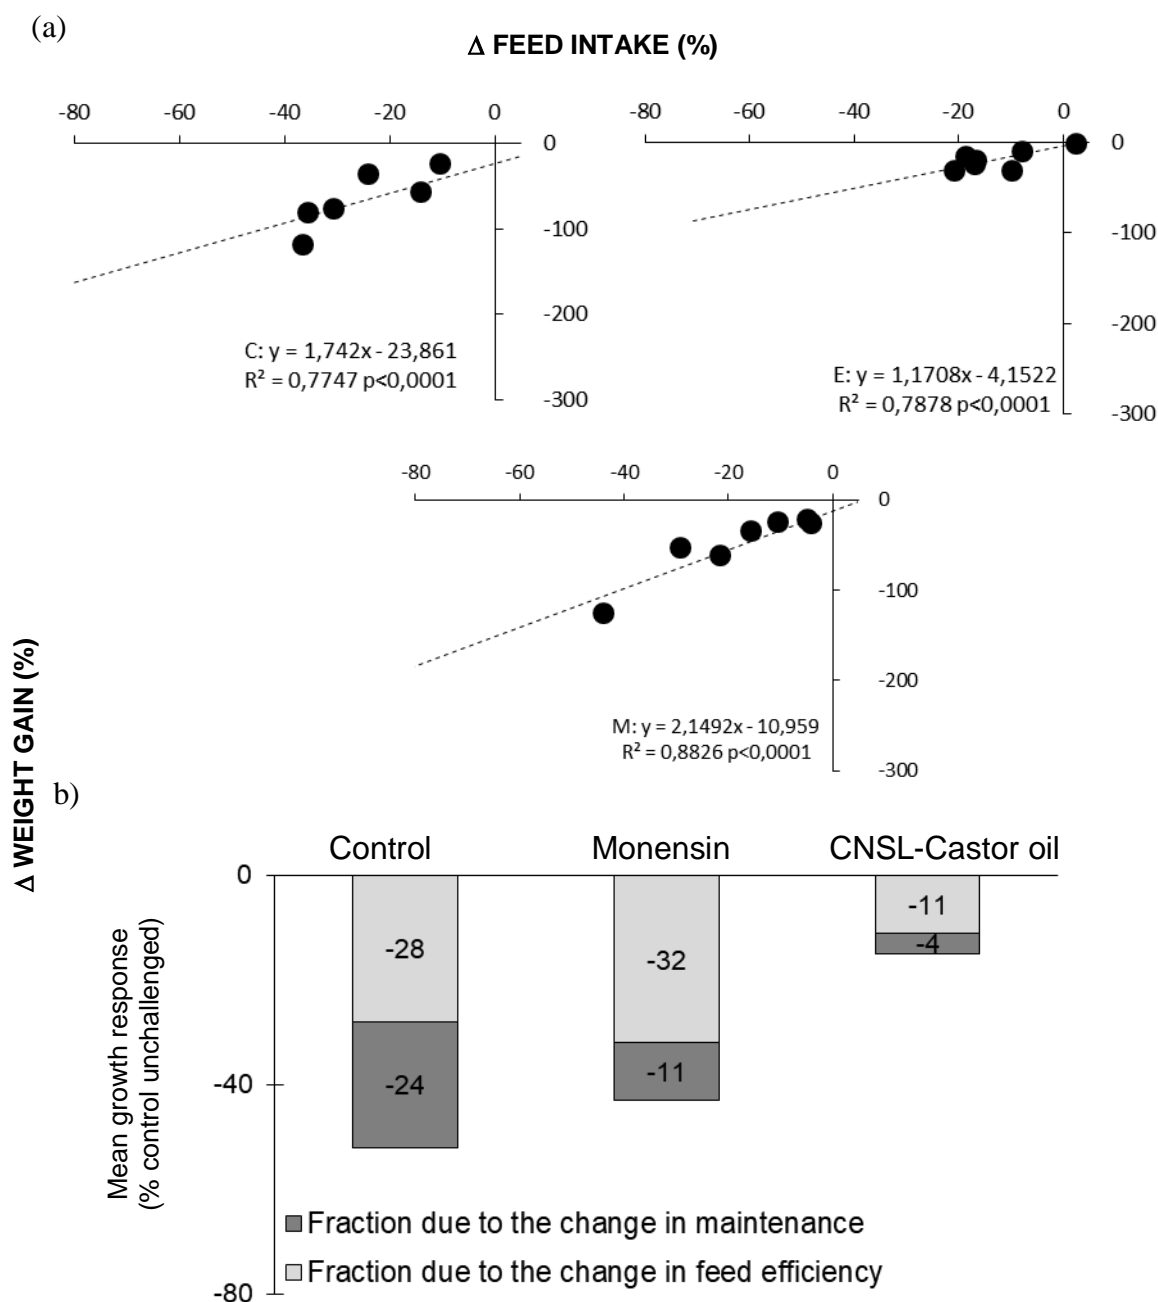 (a)
Δ FEED INTAKE (%)
-80 -60 -40 -20 0
0
-100
-200
-300
C: y = 1,742x - 23,861
R² = 0,7747 p<0,0001
-80 -60 -40 -20 0
0
-100
-200
-300
E: y = 1,1708x - 4,1522
R² = 0,7878 p<0,0001
-80 -60 -40 -20 0
0
-100
-200
-300
M: y = 2,1492x - 10,959
R² = 0,8826 p<0,0001
Δ WEIGHT GAIN (%)
b)
Control Monensin CNSL-Castor oil
0
-40
-80
Mean growth response
(% control unchallenged)
-28
-24
-32
-11
-11
-4
Fraction due to the change in maintenance
Fraction due to the change in feed efficiency